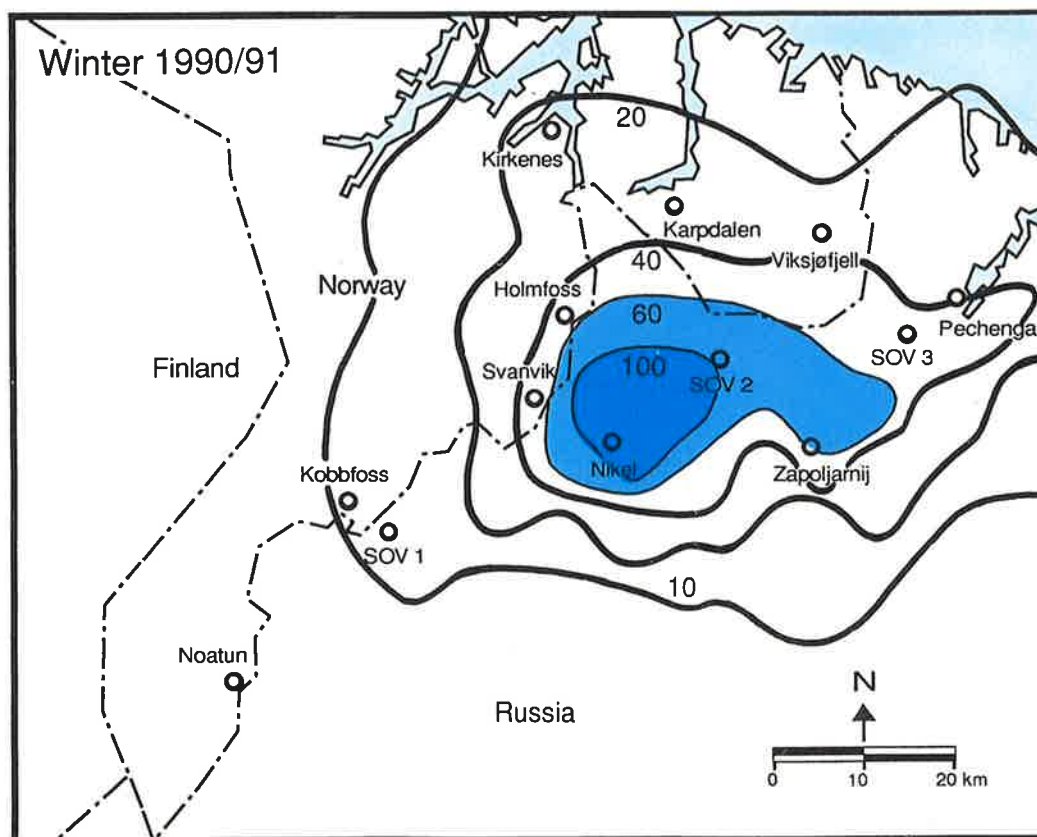 Winter 1990/91
20
Kirkenes
Karpdalen
Viksjøfjell
40
Norway
Holmfoss
60
Pechenga
SOV 3
Finland
Svanvik
100
SOV 2
Nikel
Zapoljarnij
Kobbfoss
SOV 1
10
Noatun
Russia
N
0 10 20 km